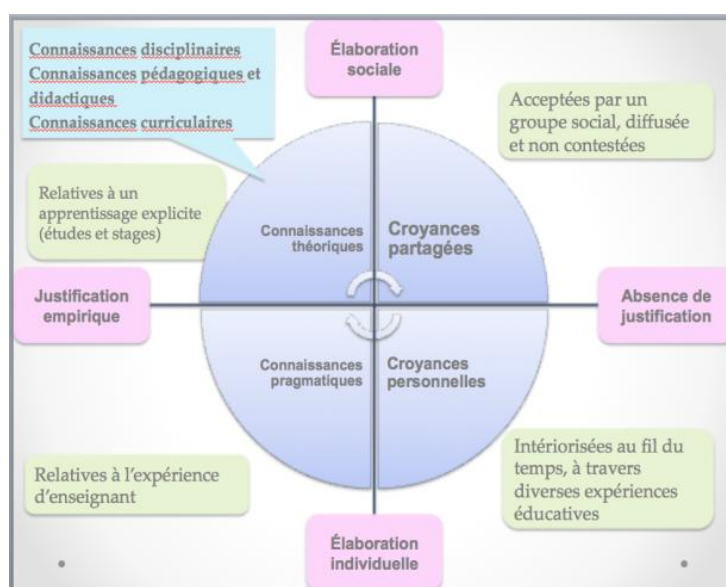 Connaissances disciplinaires
Connaissances pédagogiques et
didactiques
Connaissances curriculaires
Élaboration
sociale
Acceptées par un
groupe social, diffusée
et non contestées
Relatives à un
apprentissage explicite
(études et stages)
Connaissances
théoriques
Croyances
partagées
Justification
empirique
Absence de
justification
Connaissances
pragmatiques
Croyances
personnelles
Relatives à l'expérience
d'enseignant
Intériorisées au fil du
temps, à travers
diverses expériences
éducatives
Élaboration
individuelle